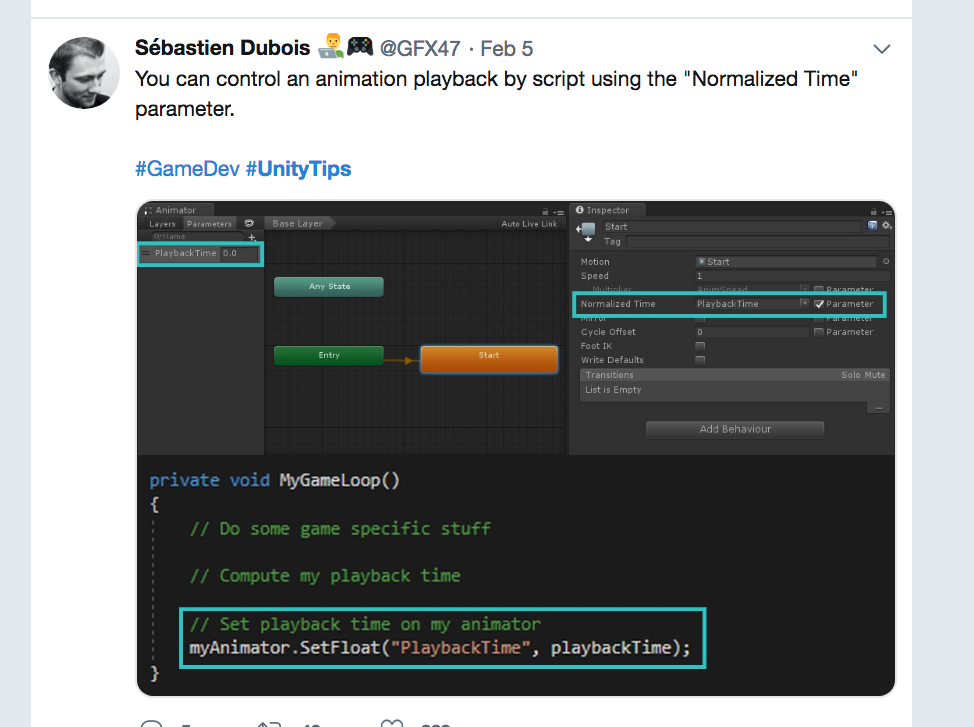 Sébastien Dubois @GFX47 · Feb 5
You can control an animation playback by script using the "Normalized Time"
parameter.
#GameDev #UnityTips
Animator
Layers Parameters
Name
PlaybackTime 0.0
Base Layer
Auto Live Link
Any State
Entry
Start
Inspector
Start
Tag
Motion Start
Speed 1
Multiplier AnimSpeed Parameter
Normalized Time PlaybackTime Parameter
Mirror Parameter
Cycle Offset 0 Parameter
Foot IK
Write Defaults
Transitions Solo Mute
List is Empty
Add Behaviour
private void MyGameLoop()
{
// Do some game specific stuff
// Compute my playback time
// Set playback time on my animator
myAnimator.SetFloat("PlaybackTime", playbackTime);
}